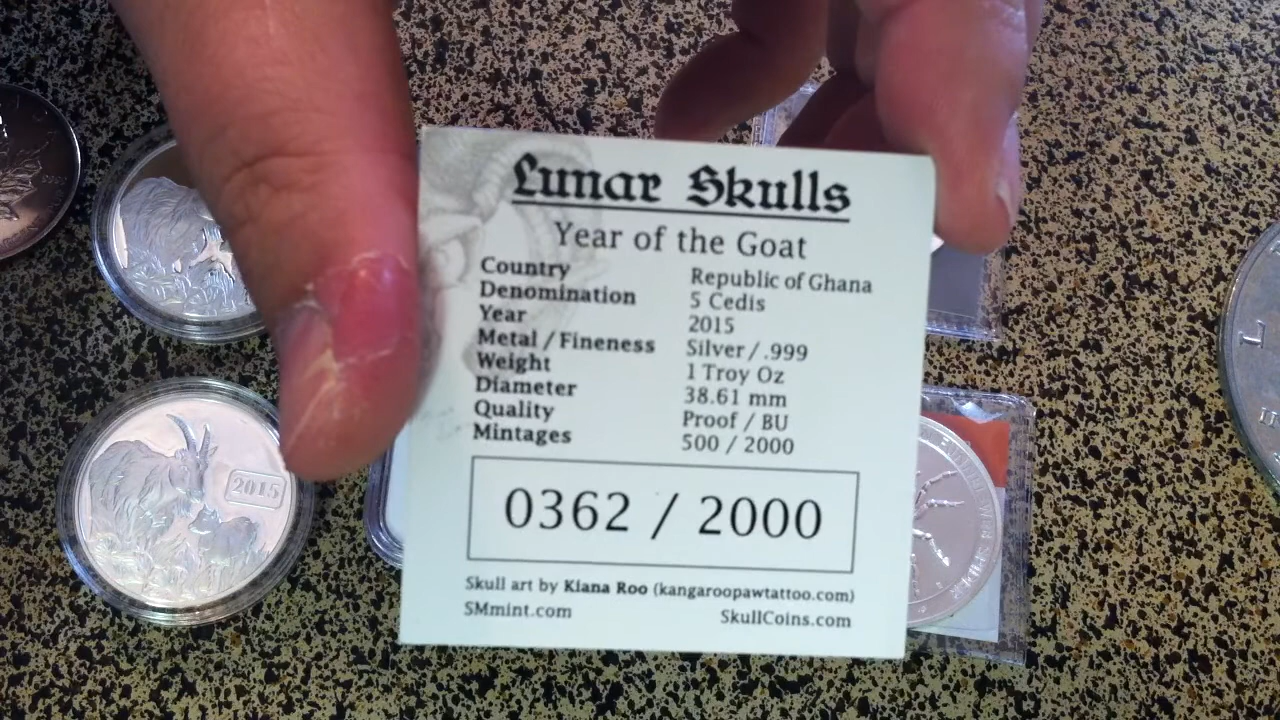 Lunar Skulls
Year of the Goat
Country Republic of Ghana
Denomination 5 Cedis
Year 2015
Metal / Fineness Silver / .999
Weight 1 Troy Oz
Diameter 38.61 mm
Quality Proof / BU
Mintages 500 / 2000
0362 / 2000
Skull art by Kiana Roo (kangaroopawtattoo.com)
SMmint.com SkullCoins.com
2015